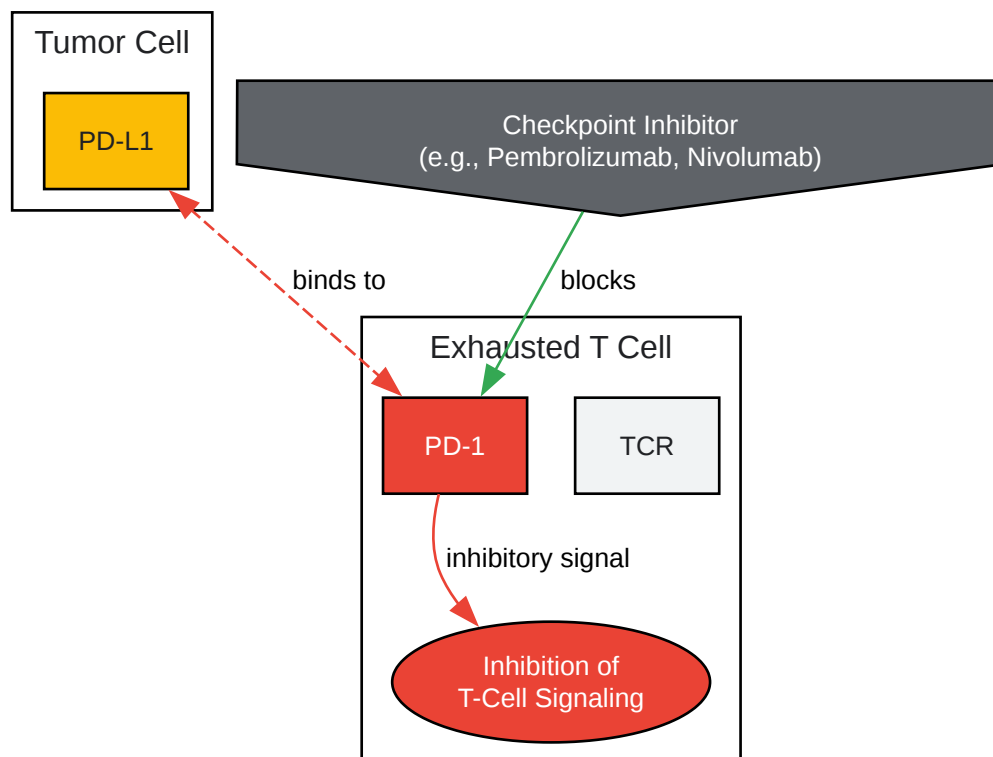 Tumor Cell
PD-L1
Checkpoint Inhibitor
(e.g., Pembrolizumab, Nivolumab)
binds to
blocks
Exhausted T Cell
PD-1
TCR
inhibitory signal
Inhibition of
T-Cell Signaling